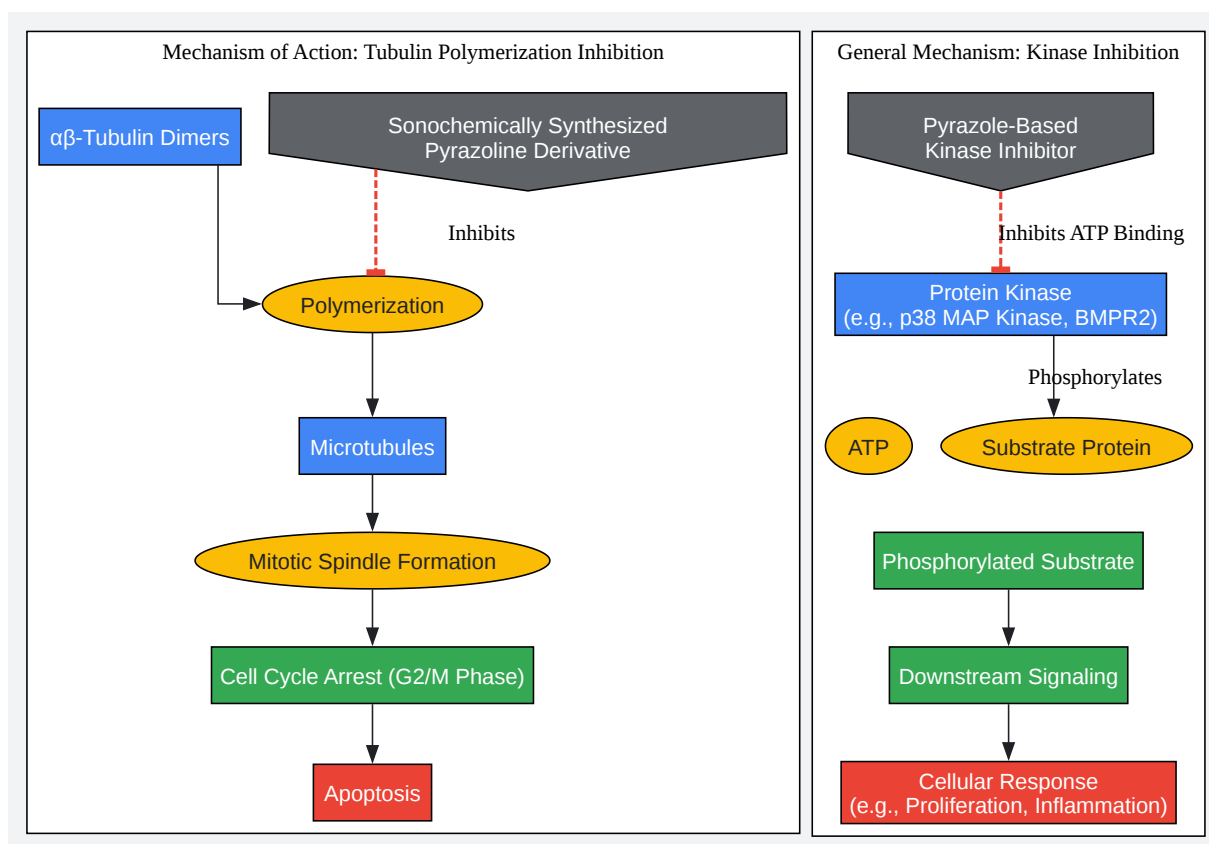 Mechanism of Action: Tubulin Polymerization Inhibition
αβ-Tubulin Dimers
Sonochemically Synthesized
Pyrazoline Derivative
Inhibits
Polymerization
Microtubules
Mitotic Spindle Formation
Cell Cycle Arrest (G2/M Phase)
Apoptosis
General Mechanism: Kinase Inhibition
Pyrazole-Based
Kinase Inhibitor
Inhibits ATP Binding
Protein Kinase
(e.g., p38 MAP Kinase, BMPR2)
Phosphorylates
ATP
Substrate Protein
Phosphorylated Substrate
Downstream Signaling
Cellular Response
(e.g., Proliferation, Inflammation)